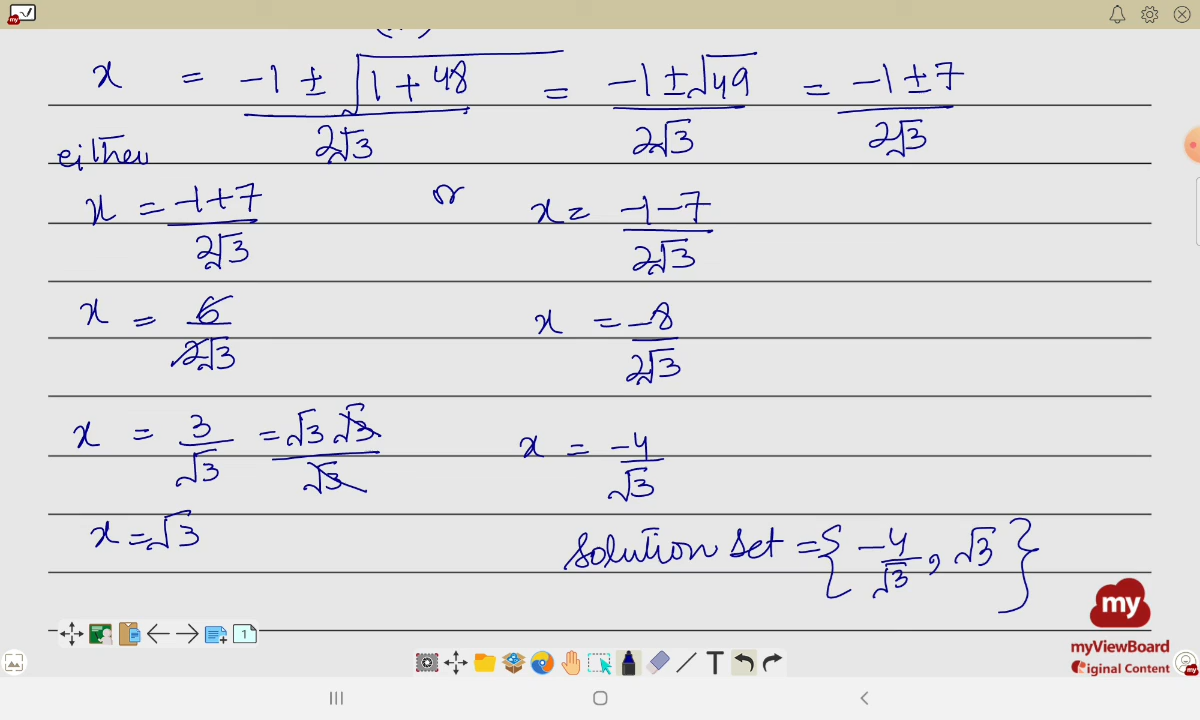 x = -1 ± √(1 + 48) / 2√3 = -1 ± √49 / 2√3 = -1 ± 7 / 2√3
either
x = -1 + 7 / 2√3 or x = -1 - 7 / 2√3
x = 6 / 2√3 x = -8 / 2√3
x = 3 / √3 = √3 √3 / √3 x = -4 / √3
x = √3
Solution Set = { -4 / √3 , √3 }
1
T
my
myViewBoard
Original Content